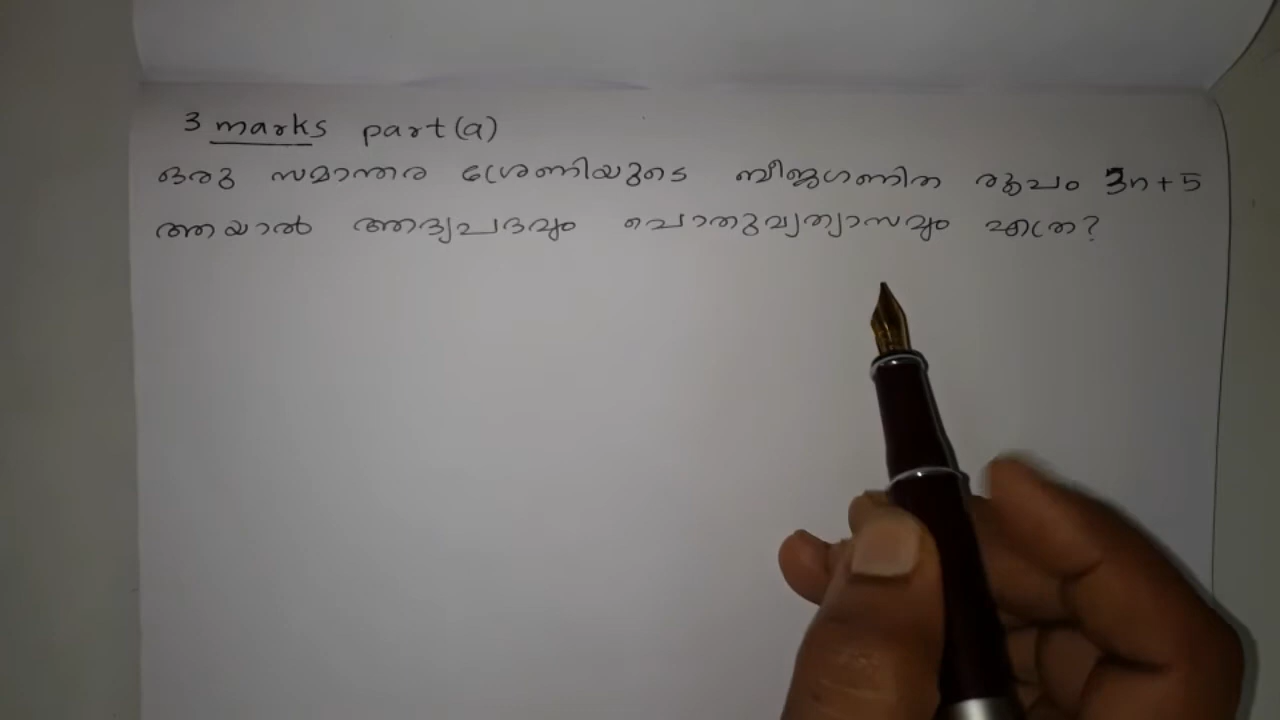 3 marks part(a)
ഒരു സമാന്തര ശ്രേണിയുടെ ബീജഗണിത രൂപം 3n+5
ആയാൽ ആദ്യപദവും പൊതുവ്യത്യാസവും എത്ര?